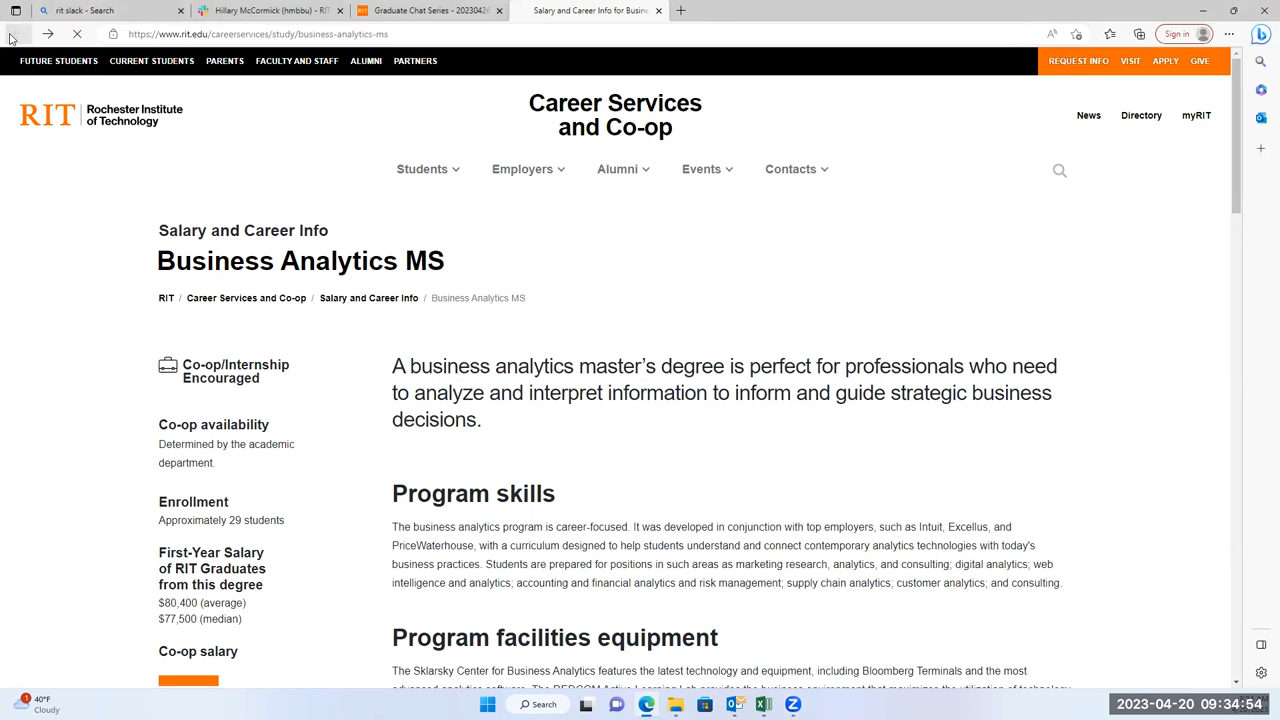 rit slack - Search
Hillary McCormick (hmbbu) - RIT
Graduate Chat Series - 2023042
Salary and Career Info for Busin
https://www.rit.edu/careerservices/study/business-analytics-ms
Sign in
FUTURE STUDENTS CURRENT STUDENTS PARENTS FACULTY AND STAFF ALUMNI PARTNERS
REQUEST INFO VISIT APPLY GIVE
RIT Rochester Institute
of Technology
Career Services
and Co-op
News Directory myRIT
Students Employers Alumni Events Contacts
Salary and Career Info
Business Analytics MS
RIT / Career Services and Co-op / Salary and Career Info / Business Analytics MS
Co-op/Internship
Encouraged
Co-op availability
Determined by the academic
department.
Enrollment
Approximately 29 students
First-Year Salary
of RIT Graduates
from this degree
$80,400 (average)
$77,500 (median)
Co-op salary
A business analytics master’s degree is perfect for professionals who need
to analyze and interpret information to inform and guide strategic business
decisions.
Program skills
The business analytics program is career-focused. It was developed in conjunction with top employers, such as Intuit, Excellus, and
PriceWaterhouse, with a curriculum designed to help students understand and connect contemporary analytics technologies with today's
business practices. Students are prepared for positions in such areas as marketing research, analytics, and consulting; digital analytics; web
intelligence and analytics; accounting and financial analytics and risk management; supply chain analytics; customer analytics; and consulting.
Program facilities equipment
The Sklarsky Center for Business Analytics features the latest technology and equipment, including Bloomberg Terminals and the most
1
40°F
Cloudy
Search
2023-04-20 09:34:54